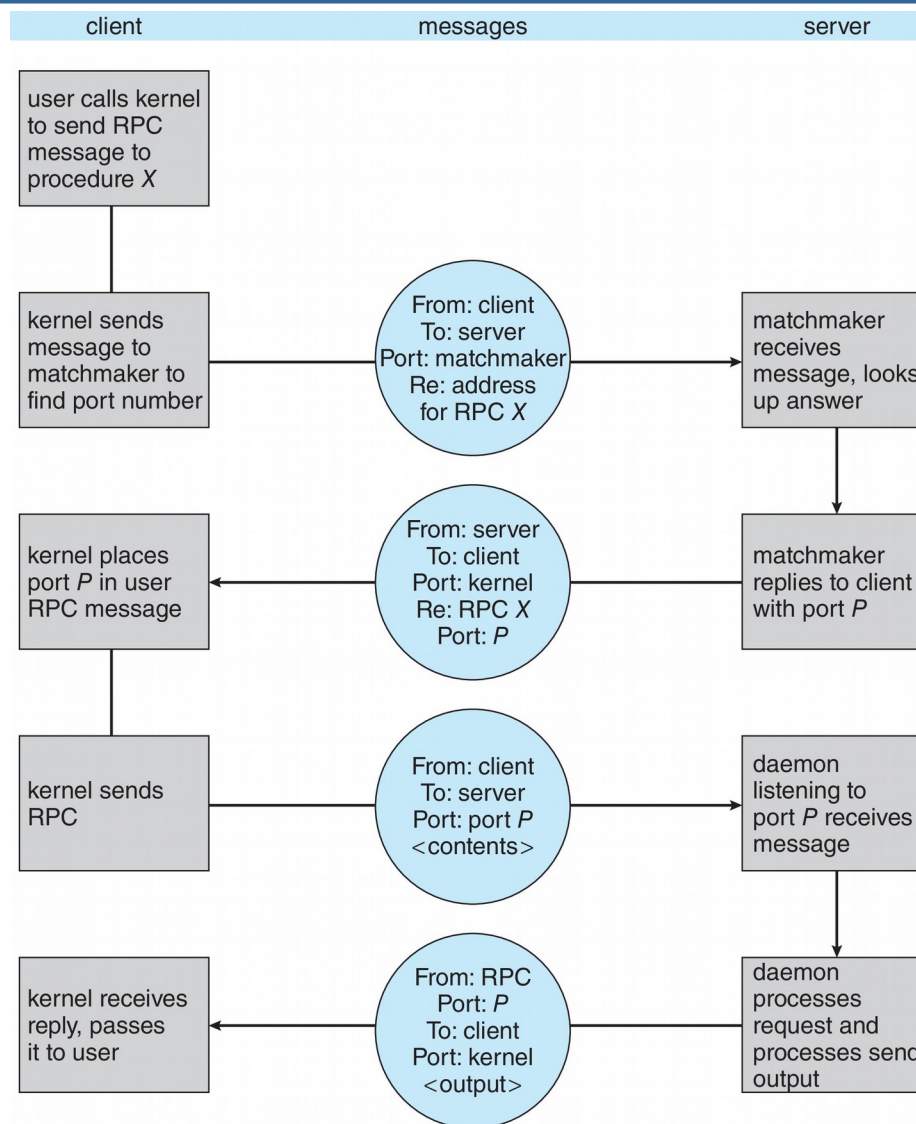 client
messages
server
user calls kernel
to send RPC
message to
procedure X
kernel sends
message to
matchmaker to
find port number
From: client
To: server
Port: matchmaker
Re: address
for RPC X
matchmaker
receives
message, looks
up answer
kernel places
port P in user
RPC message
From: server
To: client
Port: kernel
Re: RPC X
Port: P
matchmaker
replies to client
with port P
kernel sends
RPC
From: client
To: server
Port: port P
<contents>
daemon
listening to
port P receives
message
kernel receives
reply, passes
it to user
From: RPC
Port: P
To: client
Port: kernel
<output>
daemon
processes
request and
processes send
output